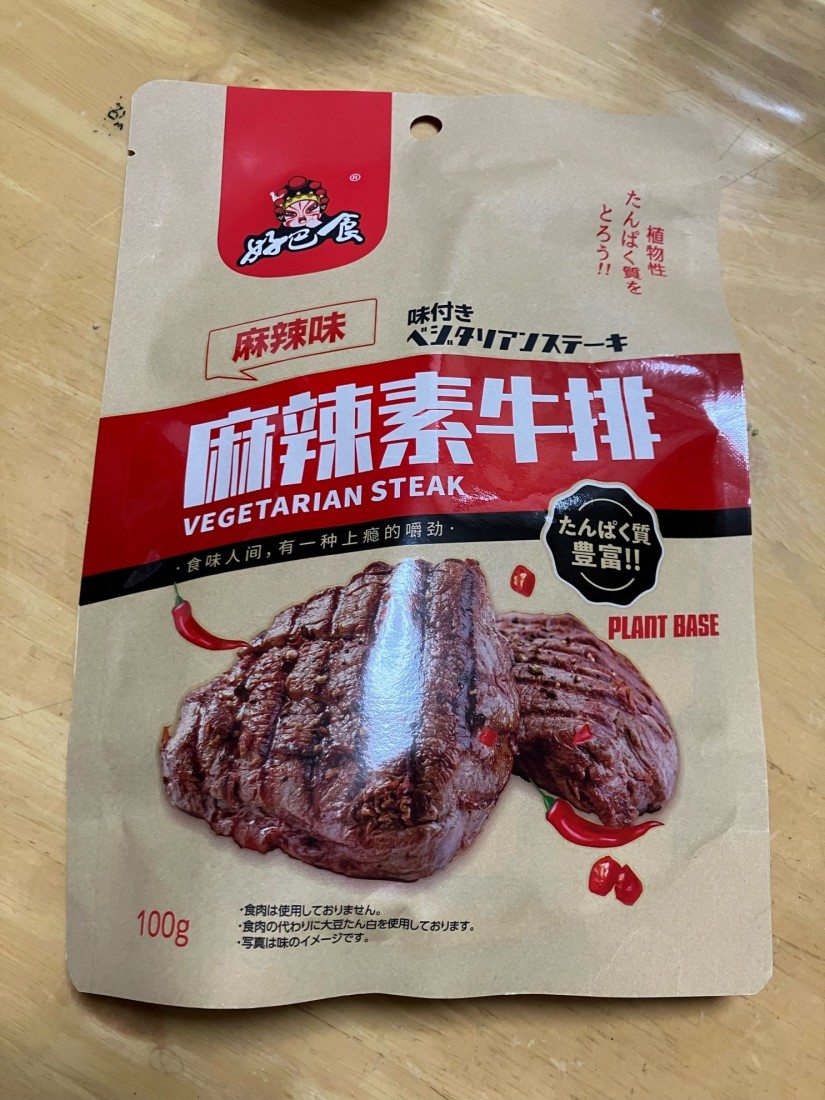 好巴食
®
植物性
たんぱく質を
とろう!!
麻辣味
味付き
ベジタリアンステーキ
麻辣素牛排
VEGETARIAN STEAK
·食味人间,有一种上瘾的嚼劲·
たんぱく質
豊富!!
PLANT BASE
100g
・食肉は使用しておりません。
・食肉の代わりに大豆たん白を使用しております。
・写真は味のイメージです。